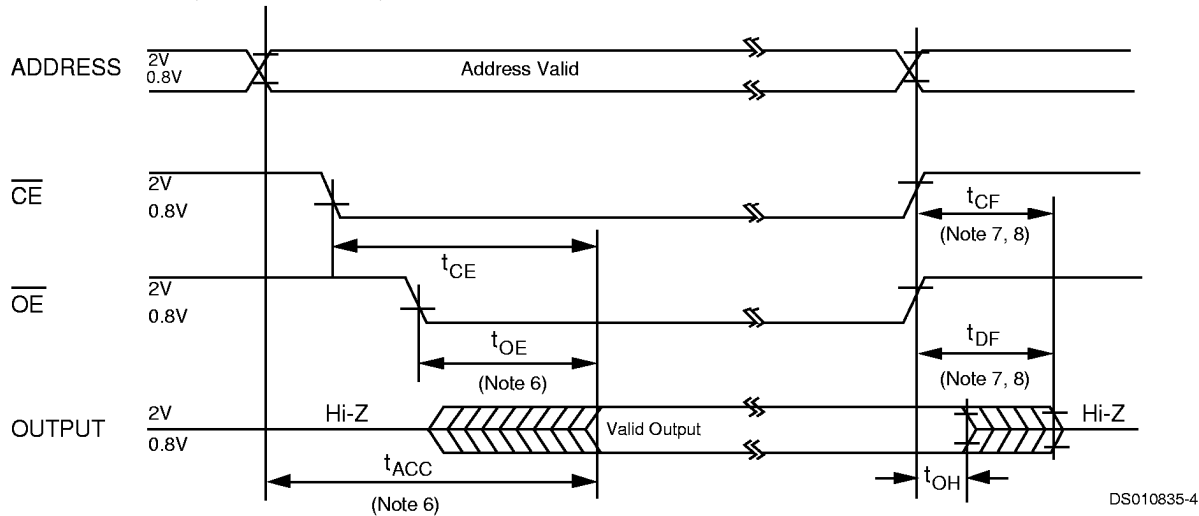 ADDRESS
2V
0.8V
Address Valid
CE
2V
0.8V
tCF
(Note 7, 8)
tCE
OE
2V
0.8V
tOE
(Note 6)
tDF
(Note 7, 8)
OUTPUT
2V
0.8V
Hi-Z
Valid Output
Hi-Z
tACC
(Note 6)
tOH
DS010835-4